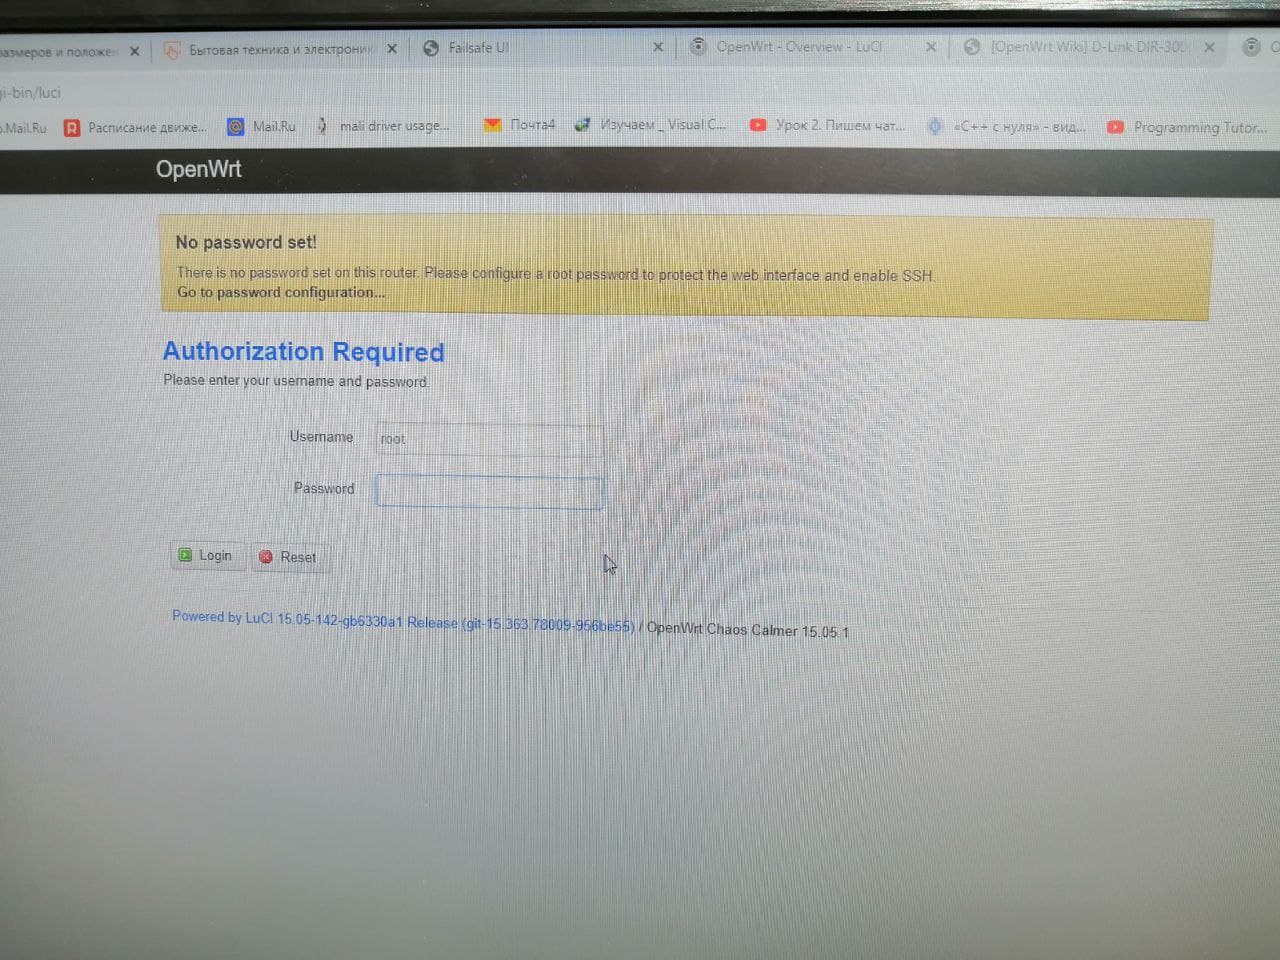 размеров и положе
Бытовая техника и электроник
Failsafe UI
OpenWrt - Overview - LuCI
[OpenWrt Wiki] D-Link DIR-300
gi-bin/luci
Mail.Ru
Расписание движе...
Mail.Ru
mali driver usage...
Почта4
Изучаем _ Visual C...
Урок 2. Пишем чат...
«C++ с нуля» - вид...
Programming Tutor...
OpenWrt
No password set!
There is no password set on this router. Please configure a root password to protect the web interface and enable SSH.
Go to password configuration...
Authorization Required
Please enter your username and password.
Username
root
Password
Login
Reset
Powered by LuCI 15.05-142-gb6330a1 Release (git-15.363.78009-956be55) / OpenWrt Chaos Calmer 15.05.1